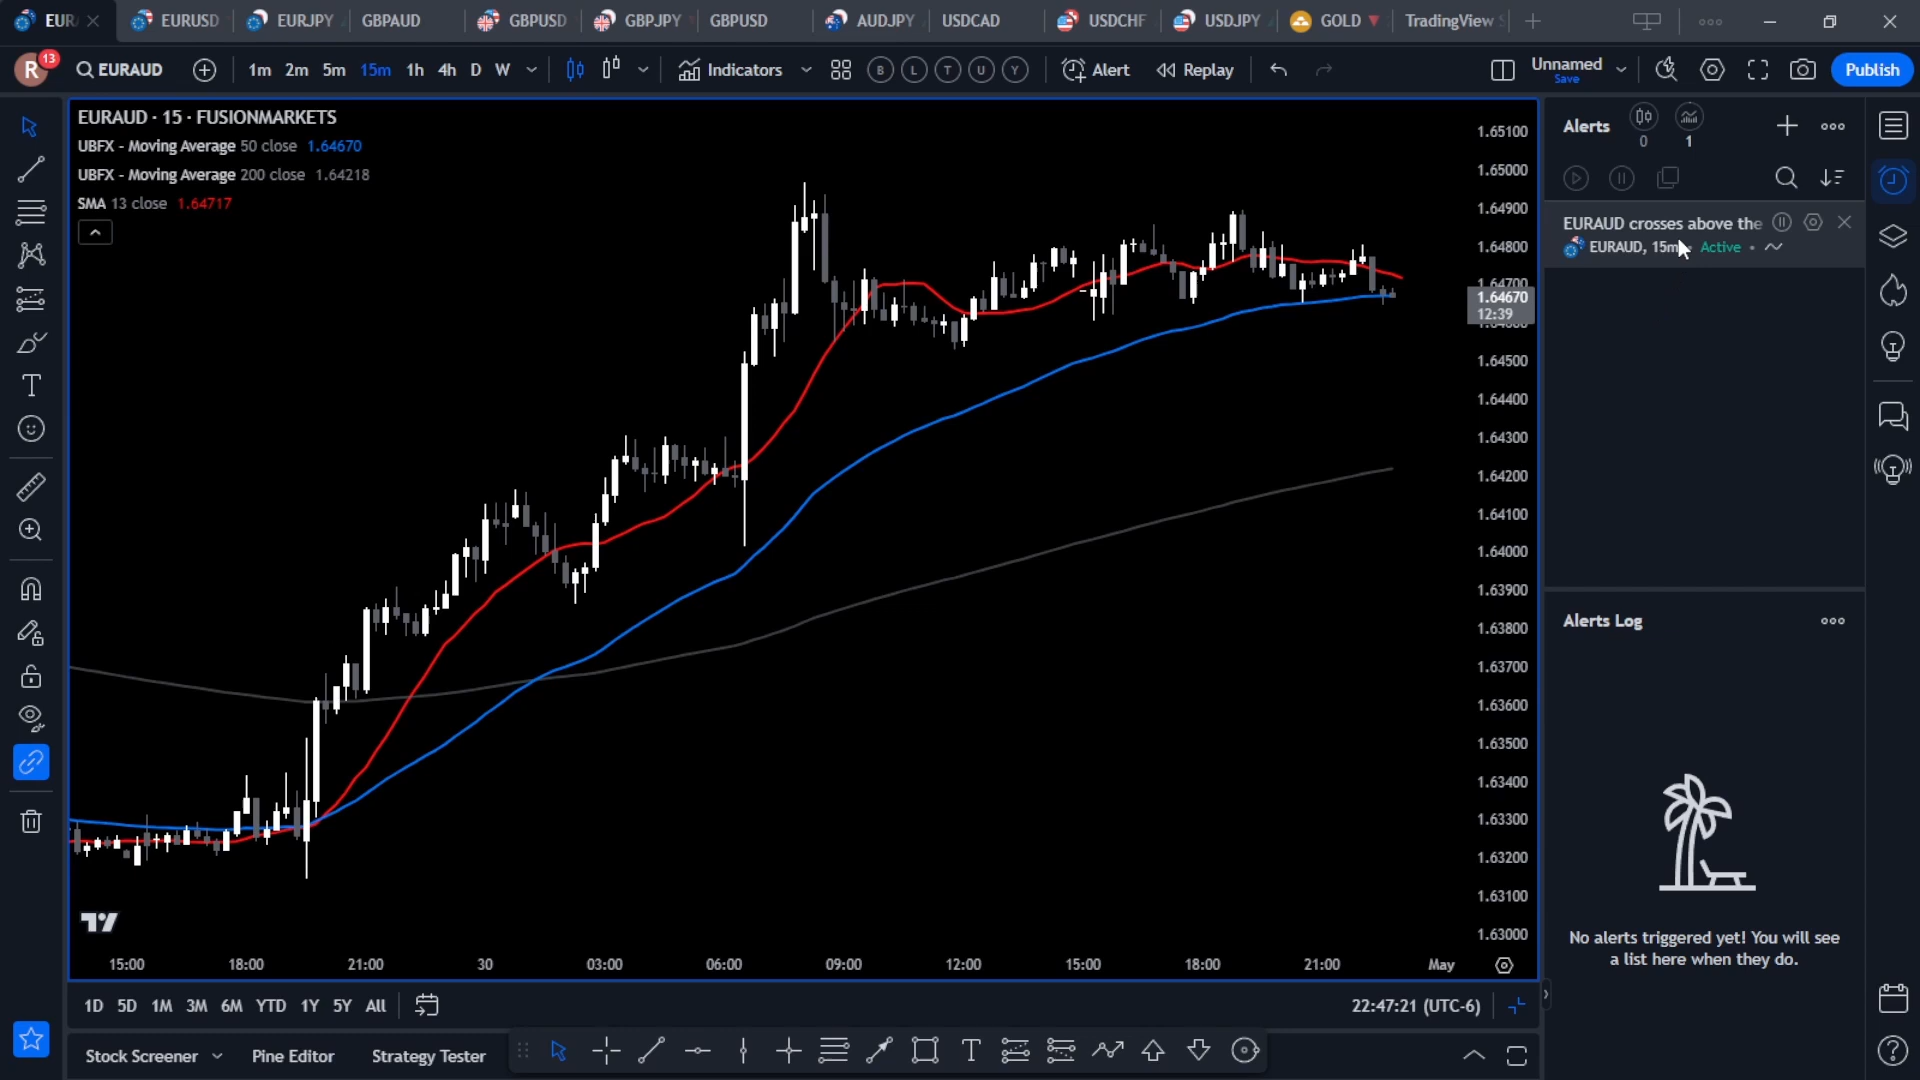 EUR
EURUSD
EURJPY
GBPAUD
GBPUSD
GBPJPY
GBPUSD
AUDJPY
USDCAD
USDCHF
USDJPY
GOLD
TradingView
R
13
EURAUD
1m 2m 5m 15m 1h 4h D W
Indicators
B L T U Y
Alert
Replay
Unnamed
Save
Publish
EURAUD · 15 · FUSIONMARKETS
UBFX - Moving Average 50 close 1.64670
UBFX - Moving Average 200 close 1.64218
SMA 13 close 1.64717
1.65100
1.65000
1.64900
1.64800
1.64700
1.64670
12:39
1.64500
1.64400
1.64300
1.64200
1.64100
1.64000
1.63900
1.63800
1.63700
1.63600
1.63500
1.63400
1.63300
1.63200
1.63100
1.63000
15:00 18:00 21:00 30 03:00 06:00 09:00 12:00 15:00 18:00 21:00 May
1D 5D 1M 3M 6M YTD 1Y 5Y All
22:47:21 (UTC-6)
Stock Screener
Pine Editor
Strategy Tester
Alerts
0
1
EURAUD crosses above the
EURAUD, 15m • Active •
Alerts Log
No alerts triggered yet! You will see
a list here when they do.